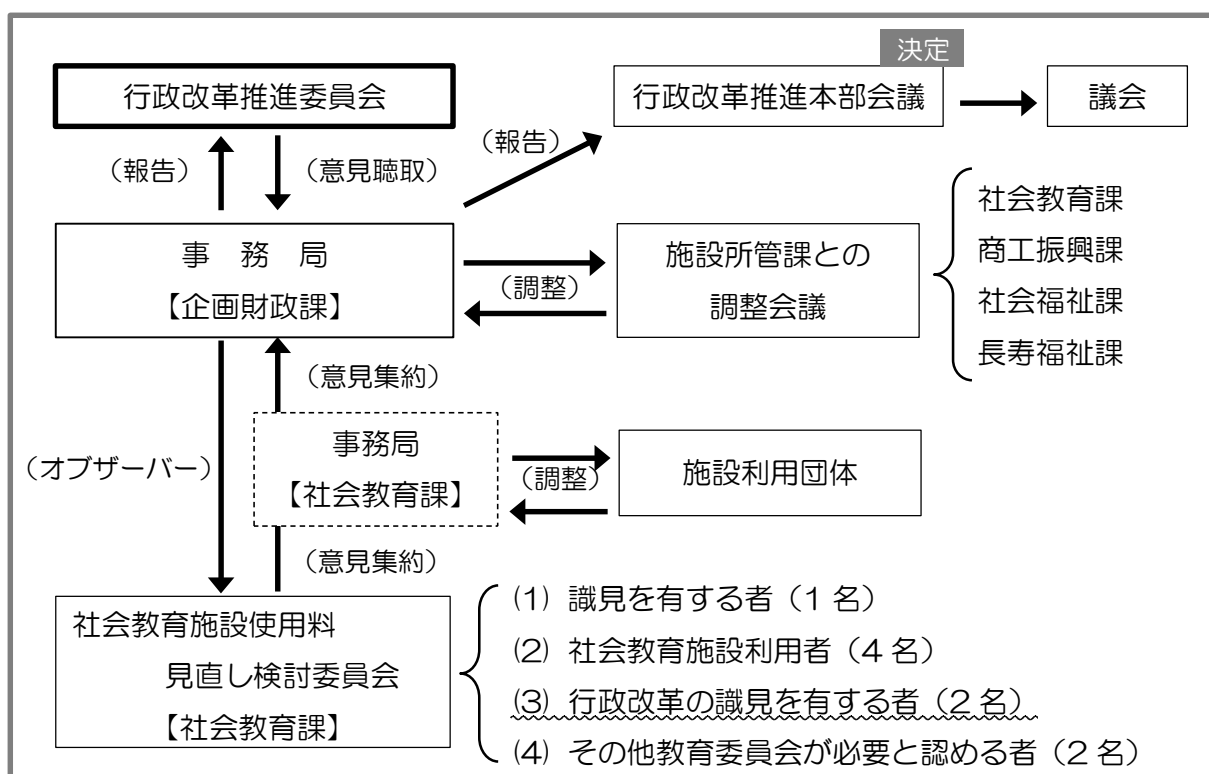 決定
行政改革推進委員会
行政改革推進本部会議
議会
（報告）
（意見聴取）
（報告）
事　務　局
【企画財政課】
（調整）
施設所管課との
調整会議
社会教育課
商工振興課
社会福祉課
長寿福祉課
（意見集約）
（オブザーバー）
事務局
【社会教育課】
（調整）
施設利用団体
（意見集約）
社会教育施設使用料
見直し検討委員会
【社会教育課】
(1) 識見を有する者（1 名）
(2) 社会教育施設利用者（4 名）
(3) 行政改革の識見を有する者（2 名）
(4) その他教育委員会が必要と認める者（2 名）